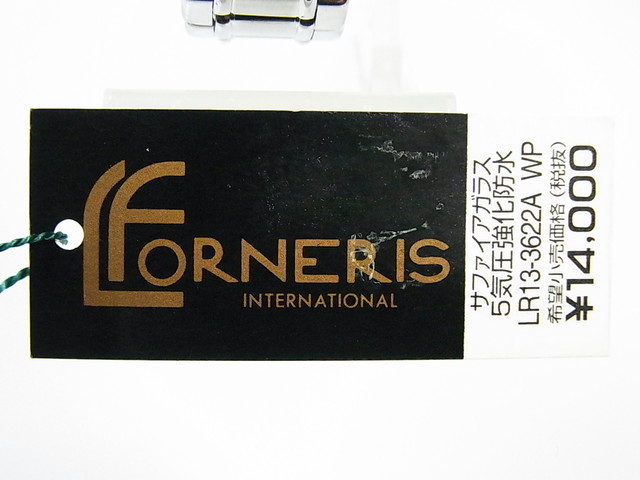 FORNERIS
INTERNATIONAL
サファイアガラス
5気圧強化防水
LR13-3622A WP
希望小売価格(税抜)
¥14,000